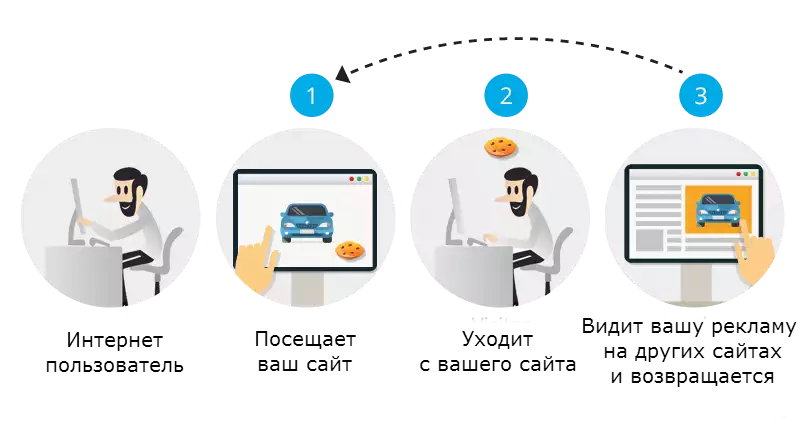 1
2
3
Интернет
пользователь
Посещает
ваш сайт
Уходит
с вашего сайта
Видит вашу рекламу
на других сайтах
и возвращается